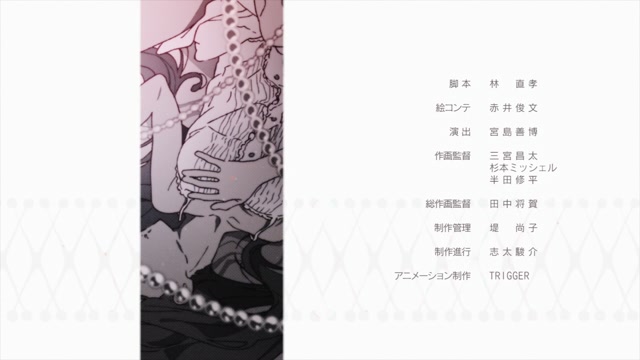 脚本 林 直孝
絵コンテ 赤井俊文
演出 宮島善博
作画監督 三宮昌太
杉本ミッシェル
半田修平
総作画監督 田中将賀
制作管理 堤 尚子
制作進行 志太駿介
アニメーション制作 TRIGGER